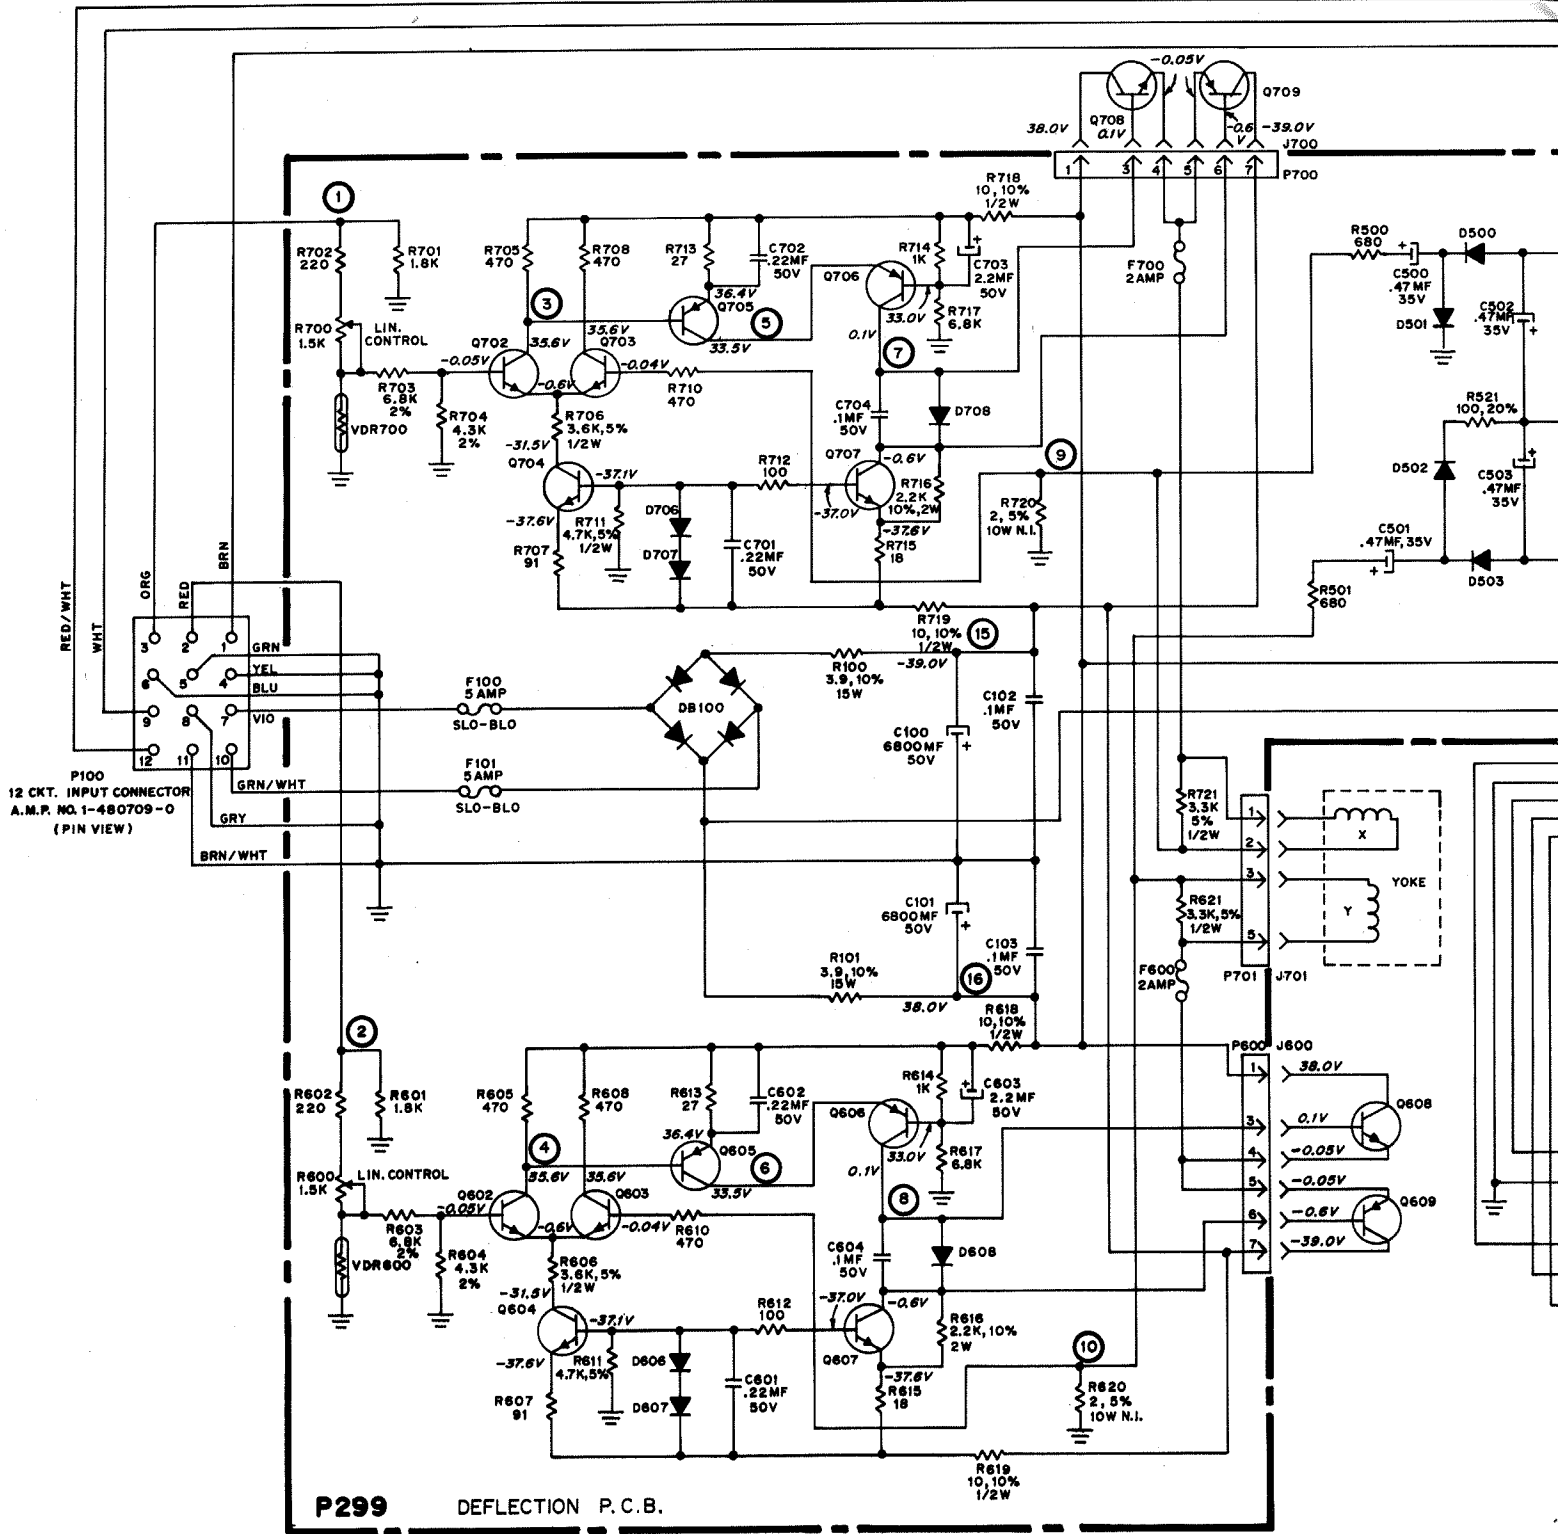 -0.05V
Q708
0.1V
Q709
38.0V
-0.6
V
-39.0V
J700
1 3 4 5 6 7
P700
1
R718
10, 10%
1/2W
R702
220
R701
1.8K
R705
470
R708
470
R713
27
C702
.22MF
50V
Q706
R714
1K
C703
2.2MF
50V
F700
2AMP
R500
680
C500
.47MF
35V
D500
D501
C502
.47MF
35V
R700
1.5K
LIN.
CONTROL
3
36.4V
Q705
5
33.5V
33.0V
R717
6.8K
0.1V
7
Q702
35.6V
35.6V
Q703
-0.05V
-0.6V
-0.04V
R703
6.8K
2%
R710
470
VDR700
R704
4.3K
2%
R706
3.6K,5%
1/2W
C704
.1MF
50V
D708
R521
100,20%
-31.5V
Q704
-37.1V
R712
100
Q707
-0.6V
9
D502
C503
.47MF
35V
-37.6V
R711
4.7K,5%
1/2W
D706
-37.0V
R716
2.2K
10%,2W
R720
2, 5%
10W N.I.
R707
91
D707
C701
.22MF
50V
-37.6V
R715
18
C501
.47MF,35V
D503
R501
680
RED/WHT
WHT
ORG
RED
BRN
3 2 1
GRN
6 5 4
YEL
BLU
9 8 7
VIO
12 11 10
P100
12 CKT. INPUT CONNECTOR
A.M.P. NO. 1-480709-0
(PIN VIEW)
GRN/WHT
GRY
BRN/WHT
F100
5AMP
SLO-BLO
F101
5AMP
SLO-BLO
DB100
R719
10, 10%
1/2W
15
-39.0V
R100
3.9, 10%
15W
C102
.1MF
50V
C100
6800MF
50V
C101
6800MF
50V
C103
.1MF
50V
R101
3.9,10%
15W
16
38.0V
R721
3.3K
5%
1/2W
1
2
3
5
X
YOKE
Y
R621
3.3K,5%
1/2W
P701 J701
F600
2AMP
2
R618
10,10%
1/2W
P600 J600
R602
220
R601
1.8K
R605
470
R608
470
R613
27
C602
.22MF
50V
Q606
R614
1K
C603
2.2MF
50V
1
38.0V
Q608
3
0.1V
4
-0.05V
5
-0.05V
Q609
6
-0.6V
7
-39.0V
R600
1.5K
LIN. CONTROL
4
36.4V
Q605
6
33.5V
33.0V
R617
6.8K
0.1V
8
35.6V
35.6V
Q602
Q603
-0.05V
-0.6V
-0.04V
R603
6.8K
2%
R610
470
VDR600
R604
4.3K
2%
R606
3.6K,5%
1/2W
C604
.1MF
50V
D608
-31.5V
Q604
-37.1V
R612
100
-37.0V
-0.6V
Q607
R616
2.2K,10%
2W
10
-37.6V
R611
4.7K,5%
D606
R607
91
D607
C601
.22MF
50V
-37.6V
R615
18
R620
2, 5%
10W N.I.
R619
10,10%
1/2W
P299
DEFLECTION P.C.B.